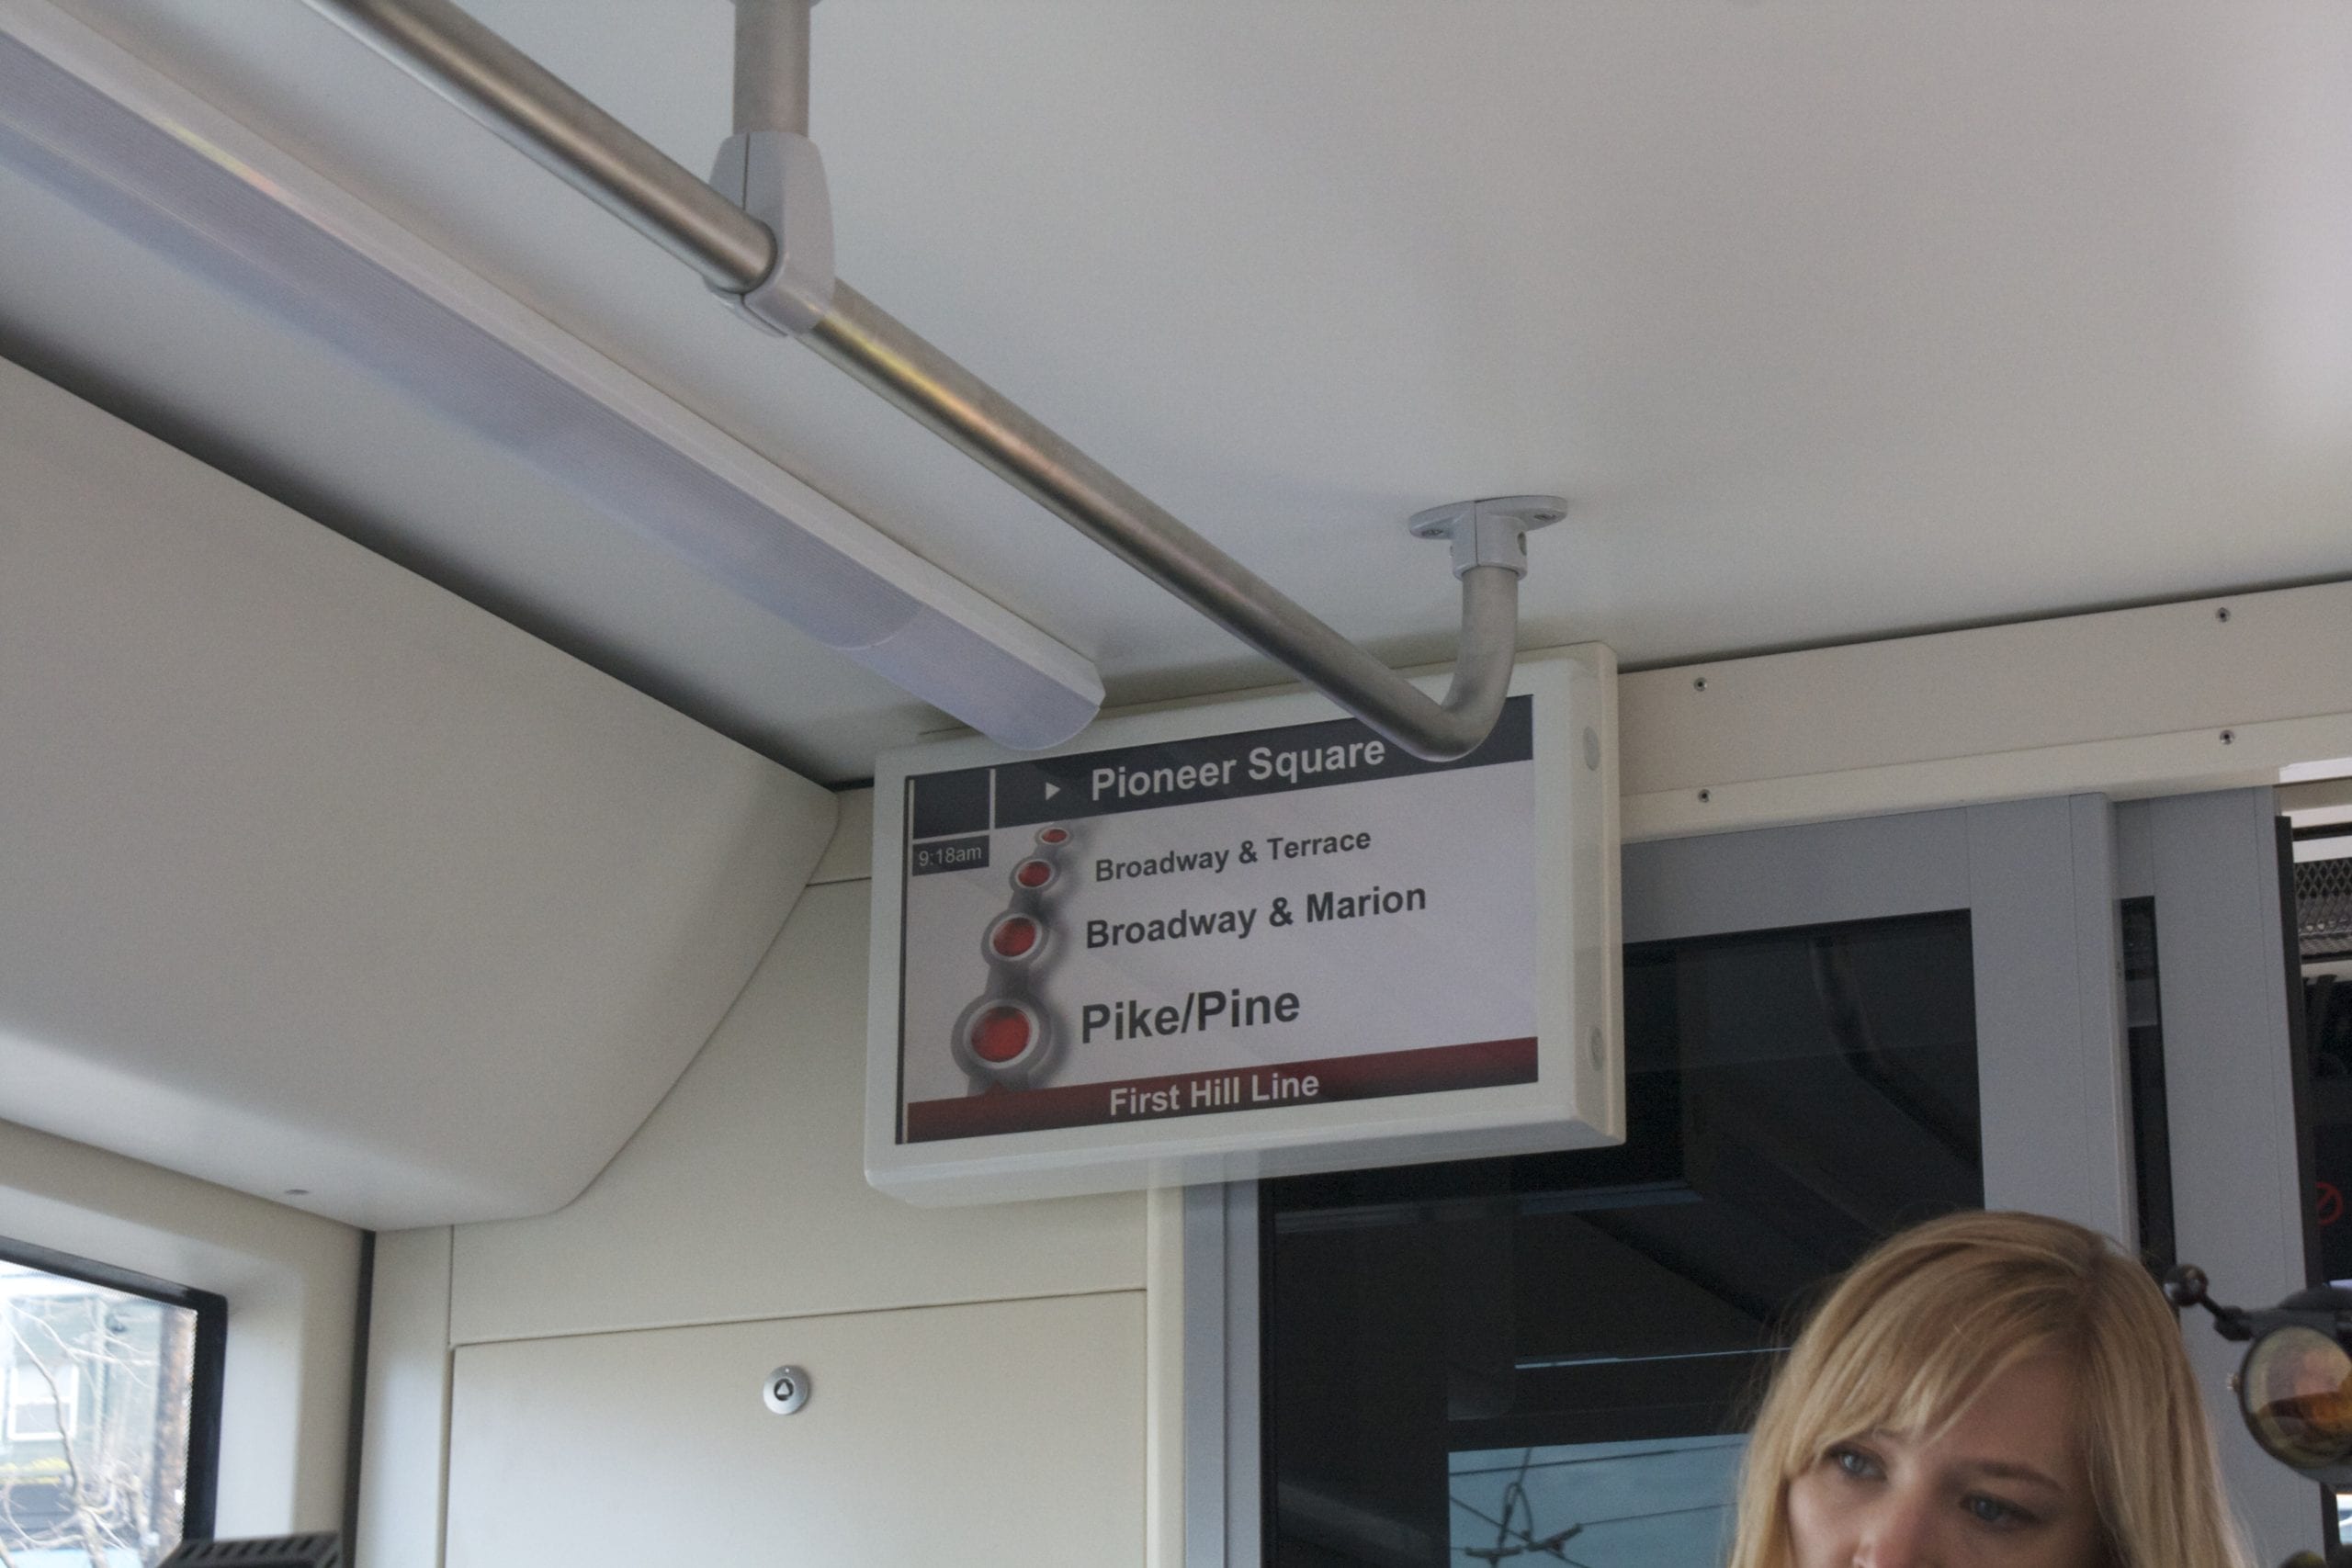 Pioneer Square
9:18am
Broadway & Terrace
Broadway & Marion
Pike/Pine
First Hill Line